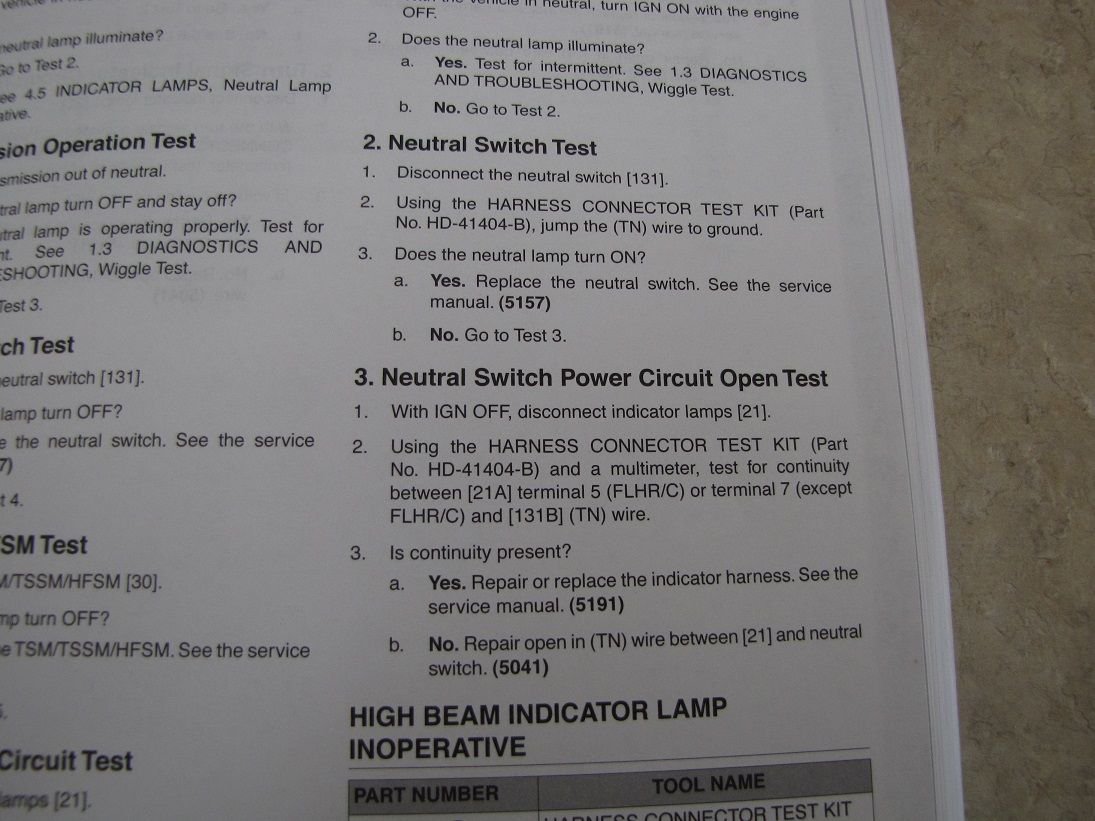 neutral lamp illuminate?
Go to Test 2.
See 4.5 INDICATOR LAMPS, Neutral Lamp
sion Operation Test
smission out of neutral.
tral lamp turn OFF and stay off?
utral lamp is operating properly. Test for
nt. See 1.3 DIAGNOSTICS AND
ESHOOTING, Wiggle Test.
Test 3.
ch Test
neutral switch [131].
lamp turn OFF?
e the neutral switch. See the service
7)
t 4.
SM Test
M/TSSM/HFSM [30].
mp turn OFF?
e TSM/TSSM/HFSM. See the service
Circuit Test
lamps [21].
the vehicle in neutral, turn IGN ON with the engine
OFF.
2. Does the neutral lamp illuminate?
a. Yes. Test for intermittent. See 1.3 DIAGNOSTICS
AND TROUBLESHOOTING, Wiggle Test.
b. No. Go to Test 2.
2. Neutral Switch Test
1. Disconnect the neutral switch [131].
2. Using the HARNESS CONNECTOR TEST KIT (Part
No. HD-41404-B), jump the (TN) wire to ground.
3. Does the neutral lamp turn ON?
a. Yes. Replace the neutral switch. See the service
manual. (5157)
b. No. Go to Test 3.
3. Neutral Switch Power Circuit Open Test
1. With IGN OFF, disconnect indicator lamps [21].
2. Using the HARNESS CONNECTOR TEST KIT (Part
No. HD-41404-B) and a multimeter, test for continuity
between [21A] terminal 5 (FLHR/C) or terminal 7 (except
FLHR/C) and [131B] (TN) wire.
3. Is continuity present?
a. Yes. Repair or replace the indicator harness. See the
service manual. (5191)
b. No. Repair open in (TN) wire between [21] and neutral
switch. (5041)
HIGH BEAM INDICATOR LAMP
INOPERATIVE
PART NUMBER TOOL NAME
HARNESS CONNECTOR TEST KIT